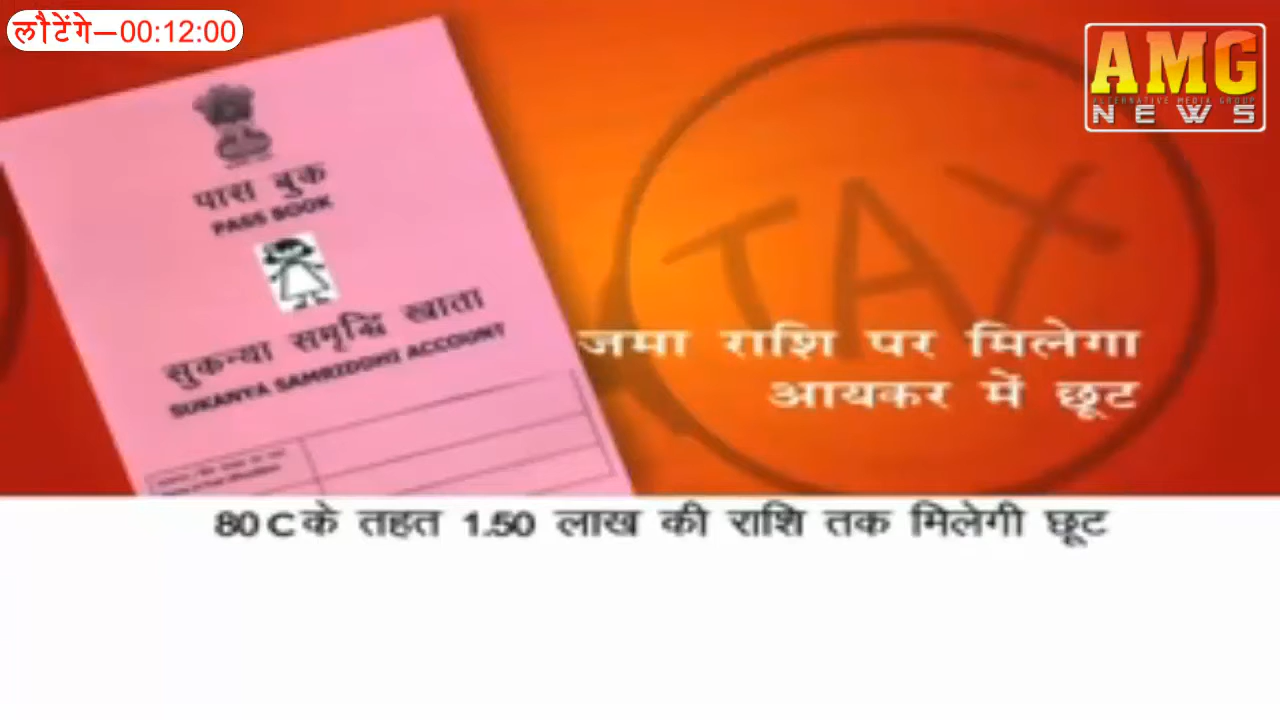 लौटेंगे–00:12:00
AMG
ALTERNATIVE MEDIA GROUP
NEWS
पास बुक
PASS BOOK
सुकन्या समृद्धि खाता
SUKANYA SAMRIDDHI ACCOUNT
TAX
जमा राशि पर मिलेगा
आयकर में छूट
80 C के तहत 1.50 लाख की राशि तक मिलेगी छूट